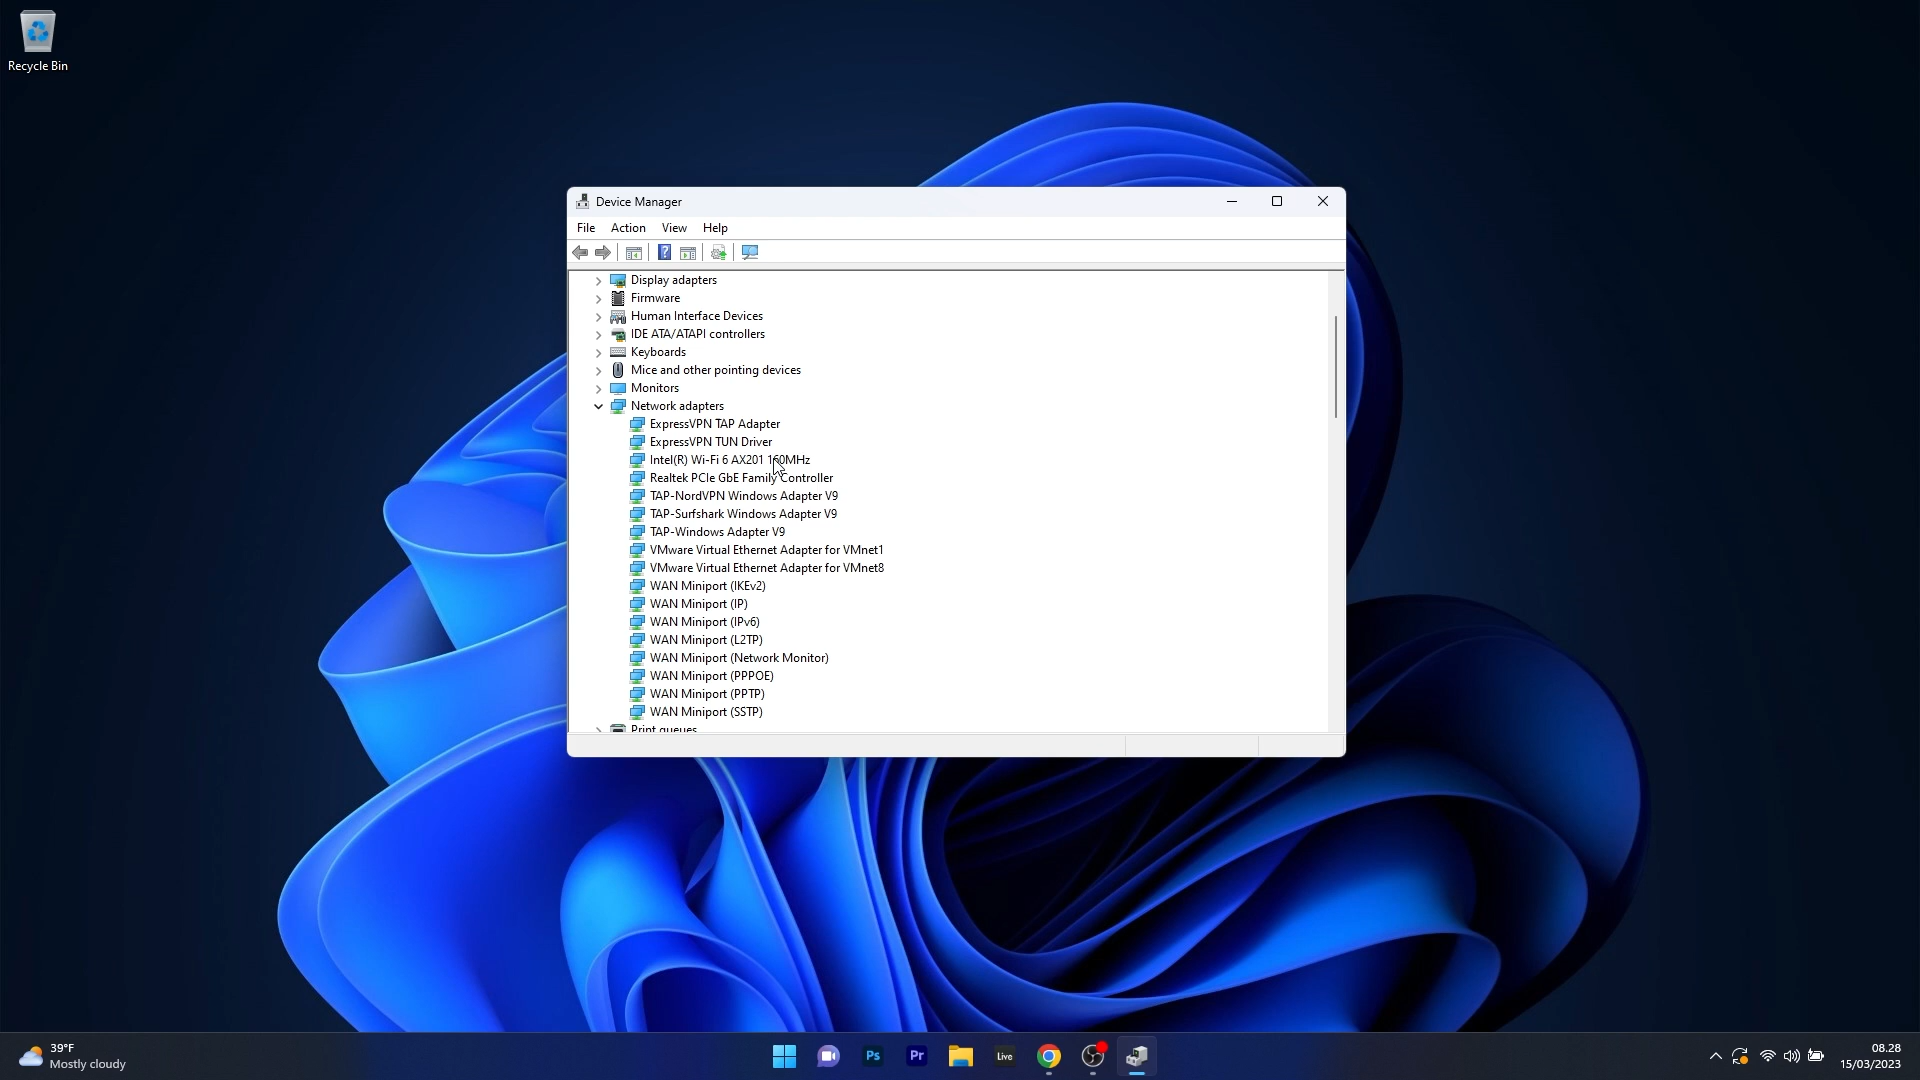 Recycle Bin
Device Manager
File Action View Help
Display adapters
Firmware
Human Interface Devices
IDE ATA/ATAPI controllers
Keyboards
Mice and other pointing devices
Monitors
Network adapters
ExpressVPN TAP Adapter
ExpressVPN TUN Driver
Intel(R) Wi-Fi 6 AX201 160MHz
Realtek PCIe GbE Family Controller
TAP-NordVPN Windows Adapter V9
TAP-Surfshark Windows Adapter V9
TAP-Windows Adapter V9
VMware Virtual Ethernet Adapter for VMnet1
VMware Virtual Ethernet Adapter for VMnet8
WAN Miniport (IKEv2)
WAN Miniport (IP)
WAN Miniport (IPv6)
WAN Miniport (L2TP)
WAN Miniport (Network Monitor)
WAN Miniport (PPPOE)
WAN Miniport (PPTP)
WAN Miniport (SSTP)
Print queues
39°F
Mostly cloudy
Ps Pr Live
08.28
15/03/2023